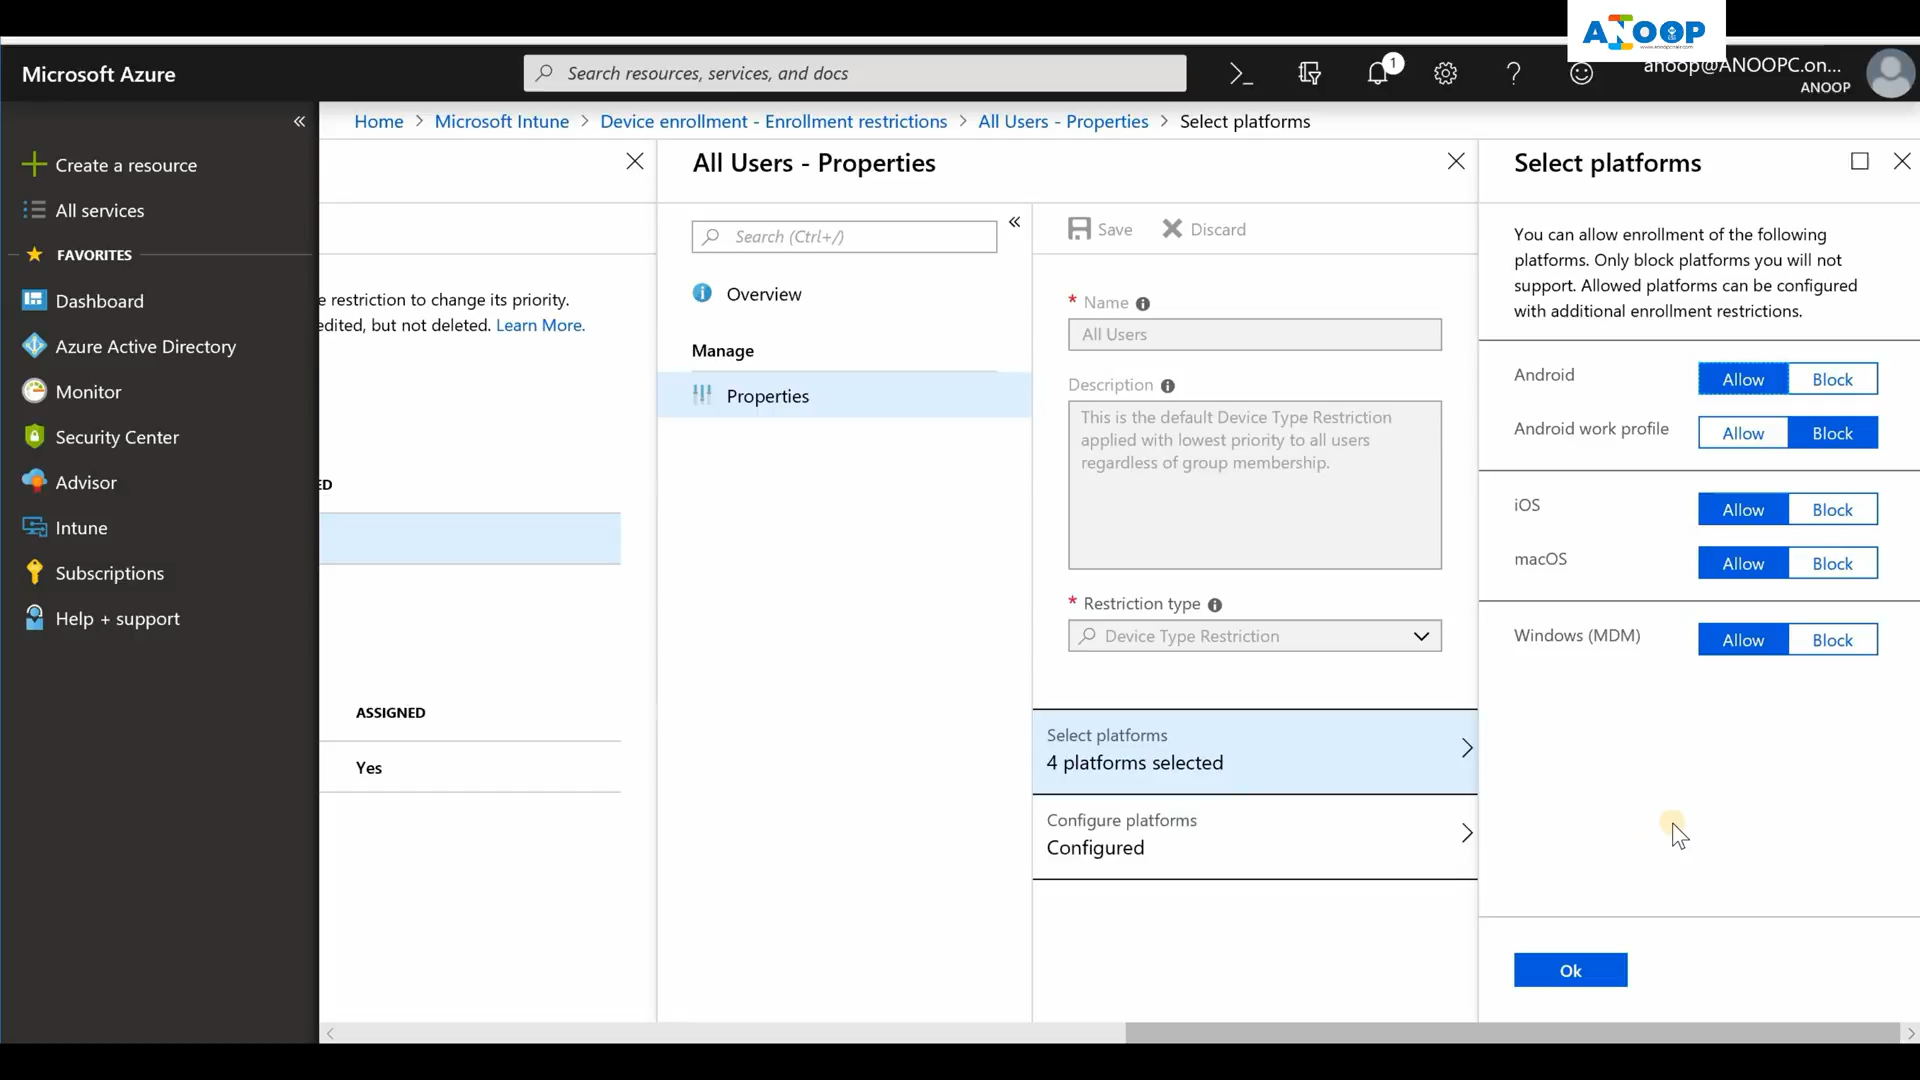 ANOOP
Microsoft Azure
Search resources, services, and docs
1
anoop@ANOOPC.on...
ANOOP
Home > Microsoft Intune > Device enrollment - Enrollment restrictions > All Users - Properties > Select platforms
Create a resource
All services
FAVORITES
Dashboard
Azure Active Directory
Monitor
Security Center
Advisor
Intune
Subscriptions
Help + support
e restriction to change its priority.
edited, but not deleted. Learn More.
ED
ASSIGNED
Yes
All Users - Properties
Search (Ctrl+/)
Overview
Manage
Properties
Save
Discard
* Name
All Users
Description
This is the default Device Type Restriction
applied with lowest priority to all users
regardless of group membership.
* Restriction type
Device Type Restriction
Select platforms
4 platforms selected
Configure platforms
Configured
Select platforms
You can allow enrollment of the following
platforms. Only block platforms you will not
support. Allowed platforms can be configured
with additional enrollment restrictions.
Android Allow Block
Android work profile Allow Block
iOS Allow Block
macOS Allow Block
Windows (MDM) Allow Block
Ok